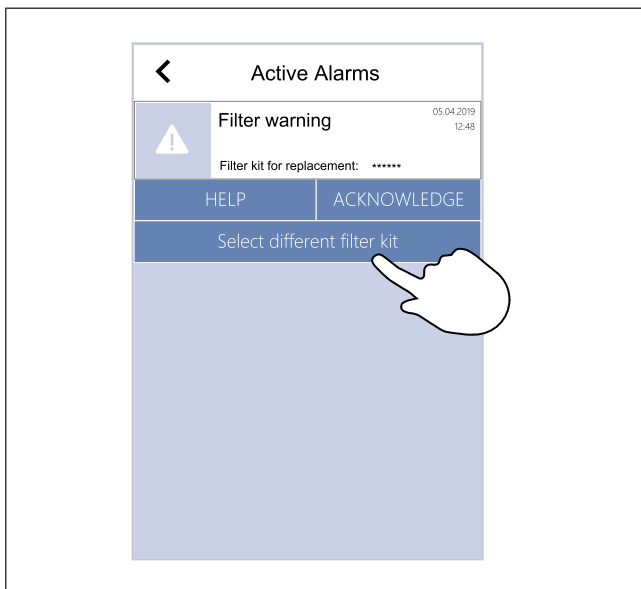 Active Alarms
Filter warning
05.04.2019
12:48
Filter kit for replacement: ******
HELP
ACKNOWLEDGE
Select different filter kit